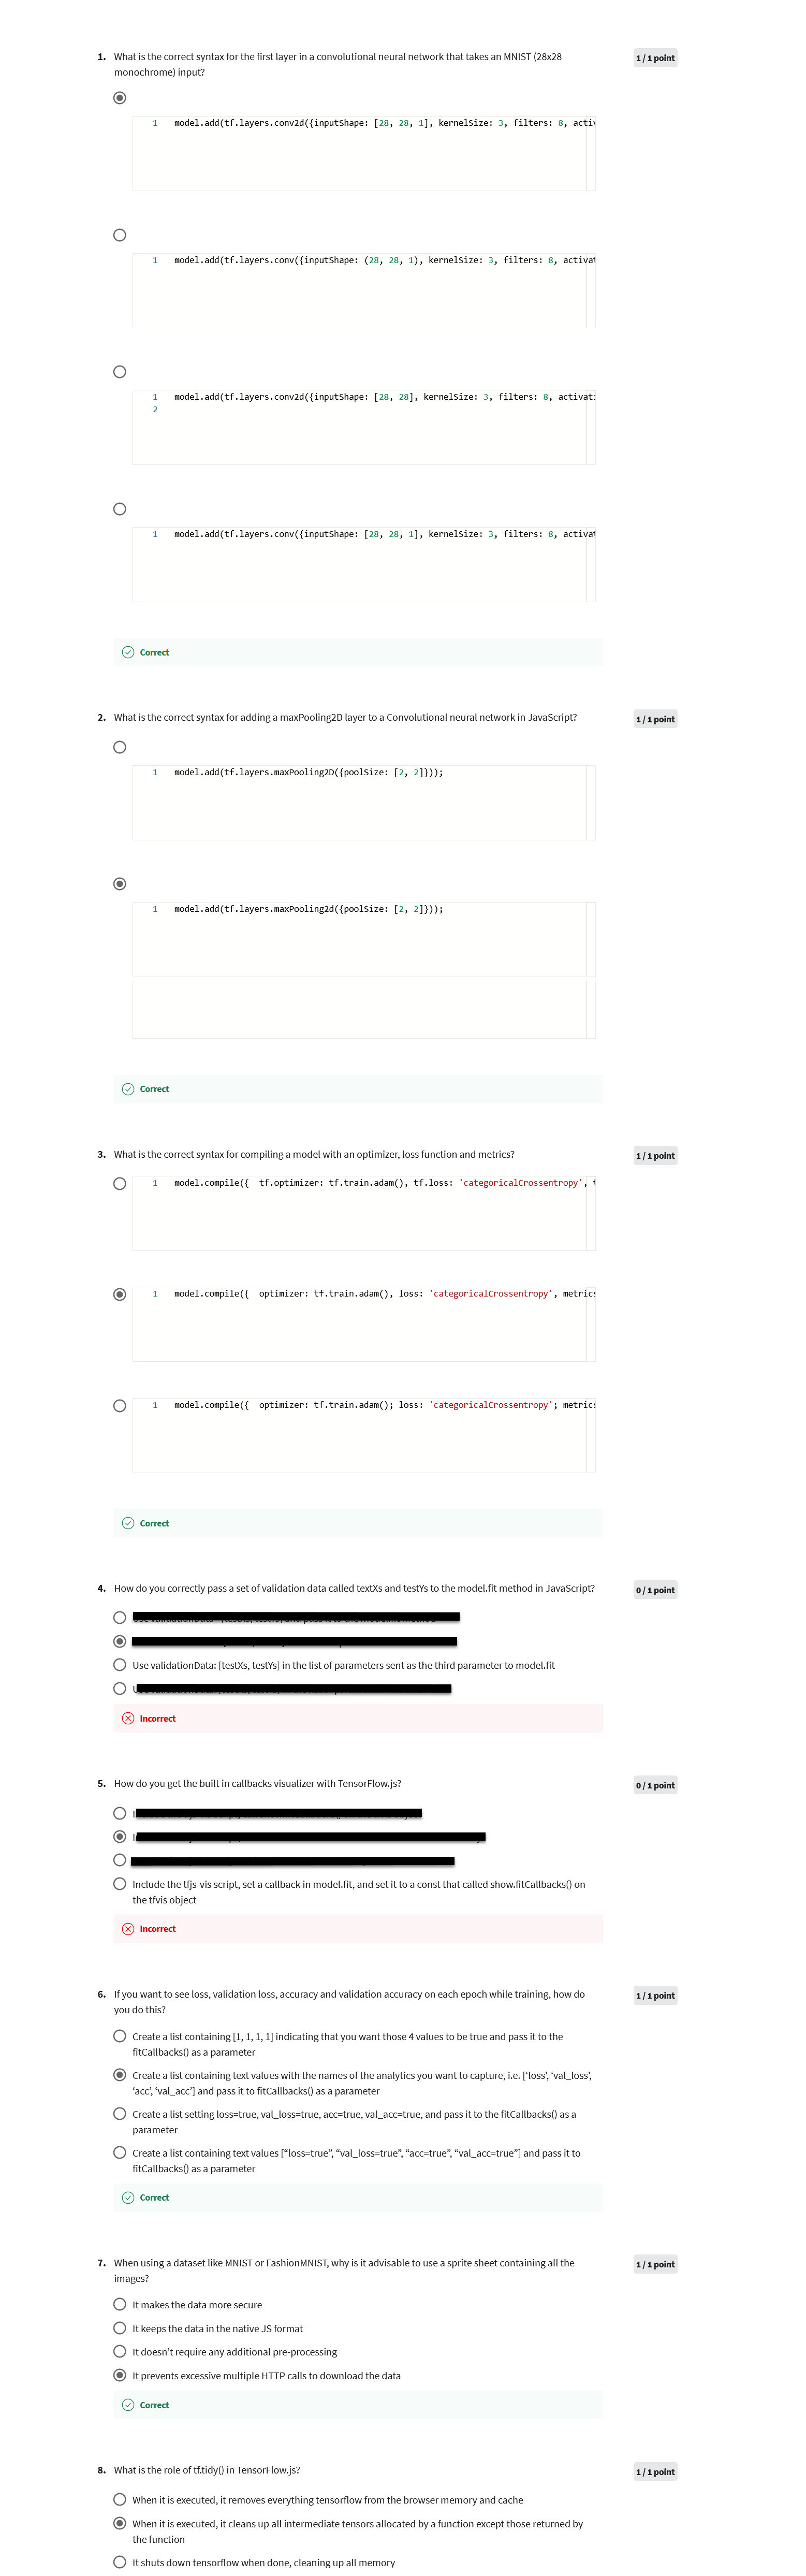 1. What is the correct syntax for the first layer in a convolutional neural network that takes an MNIST (28x28
monochrome) input?
1 / 1 point
1 model.add(tf.layers.conv2d({inputShape: [28, 28, 1], kernelSize: 3, filters: 8, activ
1 model.add(tf.layers.conv({inputShape: (28, 28, 1), kernelSize: 3, filters: 8, activat
1 model.add(tf.layers.conv2d({inputShape: [28, 28], kernelSize: 3, filters: 8, activati
2
1 model.add(tf.layers.conv({inputShape: [28, 28, 1], kernelSize: 3, filters: 8, activat
Correct
2. What is the correct syntax for adding a maxPooling2D layer to a Convolutional neural network in JavaScript?
1 / 1 point
1 model.add(tf.layers.maxPooling2D({poolSize: [2, 2]}));
1 model.add(tf.layers.maxPooling2d({poolSize: [2, 2]}));
Correct
3. What is the correct syntax for compiling a model with an optimizer, loss function and metrics?
1 / 1 point
1 model.compile({  tf.optimizer: tf.train.adam(), tf.loss: 'categoricalCrossentropy', t
1 model.compile({  optimizer: tf.train.adam(), loss: 'categoricalCrossentropy', metrics
1 model.compile({  optimizer: tf.train.adam(); loss: 'categoricalCrossentropy'; metrics
Correct
4. How do you correctly pass a set of validation data called textXs and testYs to the model.fit method in JavaScript?
0 / 1 point
Use validationData: [testXs, testYs] in the list of parameters sent as the third parameter to model.fit
Incorrect
5. How do you get the built in callbacks visualizer with TensorFlow.js?
0 / 1 point
Include the tfjs-vis script, set a callback in model.fit, and set it to a const that called show.fitCallbacks() on
the tfvis object
Incorrect
6. If you want to see loss, validation loss, accuracy and validation accuracy on each epoch while training, how do
you do this?
1 / 1 point
Create a list containing [1, 1, 1, 1] indicating that you want those 4 values to be true and pass it to the
fitCallbacks() as a parameter
Create a list containing text values with the names of the analytics you want to capture, i.e. [‘loss’, ‘val_loss’,
‘acc’, ‘val_acc’] and pass it to fitCallbacks() as a parameter
Create a list setting loss=true, val_loss=true, acc=true, val_acc=true, and pass it to the fitCallbacks() as a
parameter
Create a list containing text values [“loss=true”, “val_loss=true”, “acc=true”, “val_acc=true”] and pass it to
fitCallbacks() as a parameter
Correct
7. When using a dataset like MNIST or FashionMNIST, why is it advisable to use a sprite sheet containing all the
images?
1 / 1 point
It makes the data more secure
It keeps the data in the native JS format
It doesn’t require any additional pre-processing
It prevents excessive multiple HTTP calls to download the data
Correct
8. What is the role of tf.tidy() in TensorFlow.js?
1 / 1 point
When it is executed, it removes everything tensorflow from the browser memory and cache
When it is executed, it cleans up all intermediate tensors allocated by a function except those returned by
the function
It shuts down tensorflow when done, cleaning up all memory